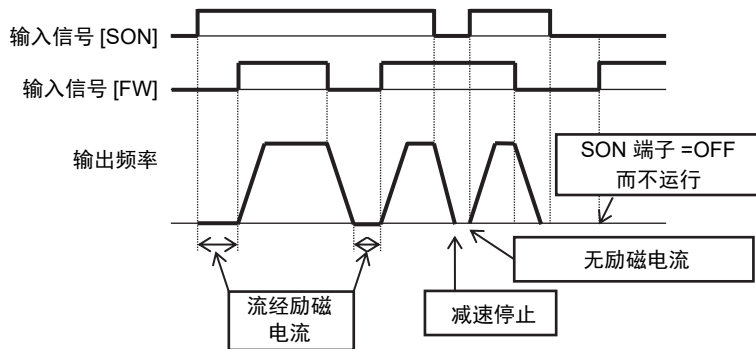 输入信号 [SON]
输入信号 [FW]
输出频率
SON 端子 =OFF
而不运行
无励磁电流
流经励磁
电流
减速停止